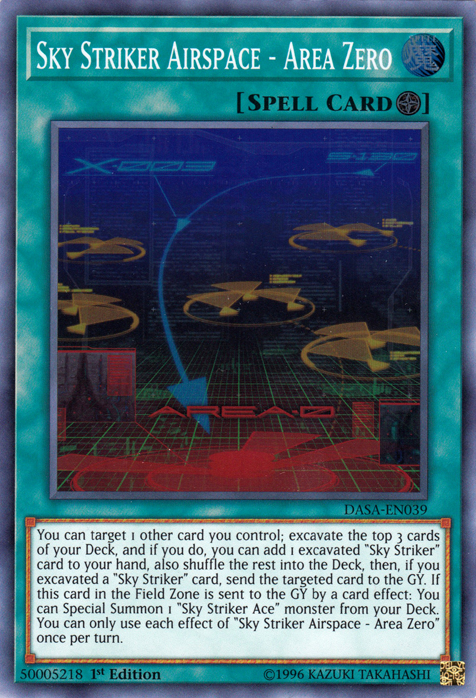 Sky Striker Airspace - Area Zero
[Spell Card]
X-003
S-120
AREA-0
DASA-EN039
You can target 1 other card you control; excavate the top 3 cards
of your Deck, and if you do, you can add 1 excavated "Sky Striker"
card to your hand, also shuffle the rest into the Deck, then, if you
excavated a "Sky Striker" card, send the targeted card to the GY. If
this card in the Field Zone is sent to the GY by a card effect: You
can Special Summon 1 "Sky Striker Ace" monster from your Deck.
You can only use each effect of "Sky Striker Airspace - Area Zero"
once per turn.
50005218 1st Edition ©1996 KAZUKI TAKAHASHI